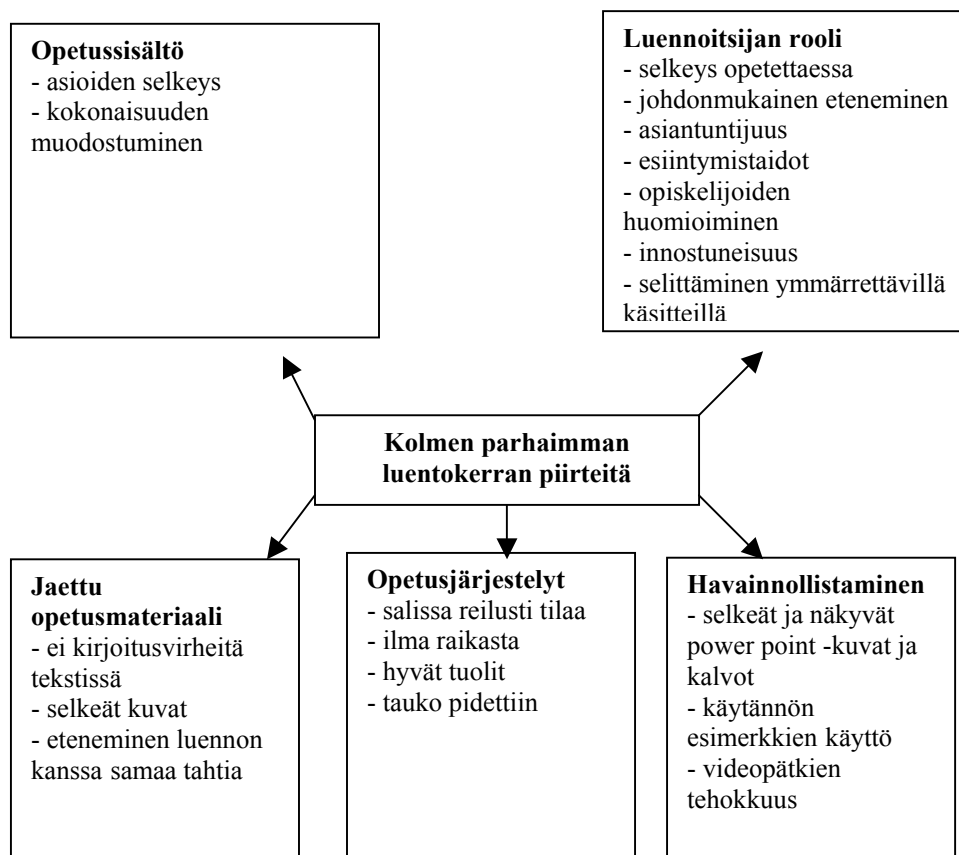 Opetussisältö
- asioiden selkeys
- kokonaisuuden
muodostuminen
Luennoitsijan rooli
- selkeys opetettaessa
- johdonmukainen eteneminen
- asiantuntijuus
- esiintymistaidot
- opiskelijoiden
huomioiminen
- innostuneisuus
- selittäminen ymmärrettävillä
käsitteillä
Kolmen parhaimman
luentokerran piirteitä
Jaettu
opetusmateriaali
- ei kirjoitusvirheitä
tekstissä
- selkeät kuvat
- eteneminen luennon
kanssa samaa tahtia
Opetusjärjestelyt
- salissa reilusti tilaa
- ilma raikasta
- hyvät tuolit
- tauko pidettiin
Havainnollistaminen
- selkeät ja näkyvät
power point -kuvat ja
kalvot
- käytännön
esimerkkien käyttö
- videopätkien
tehokkuus